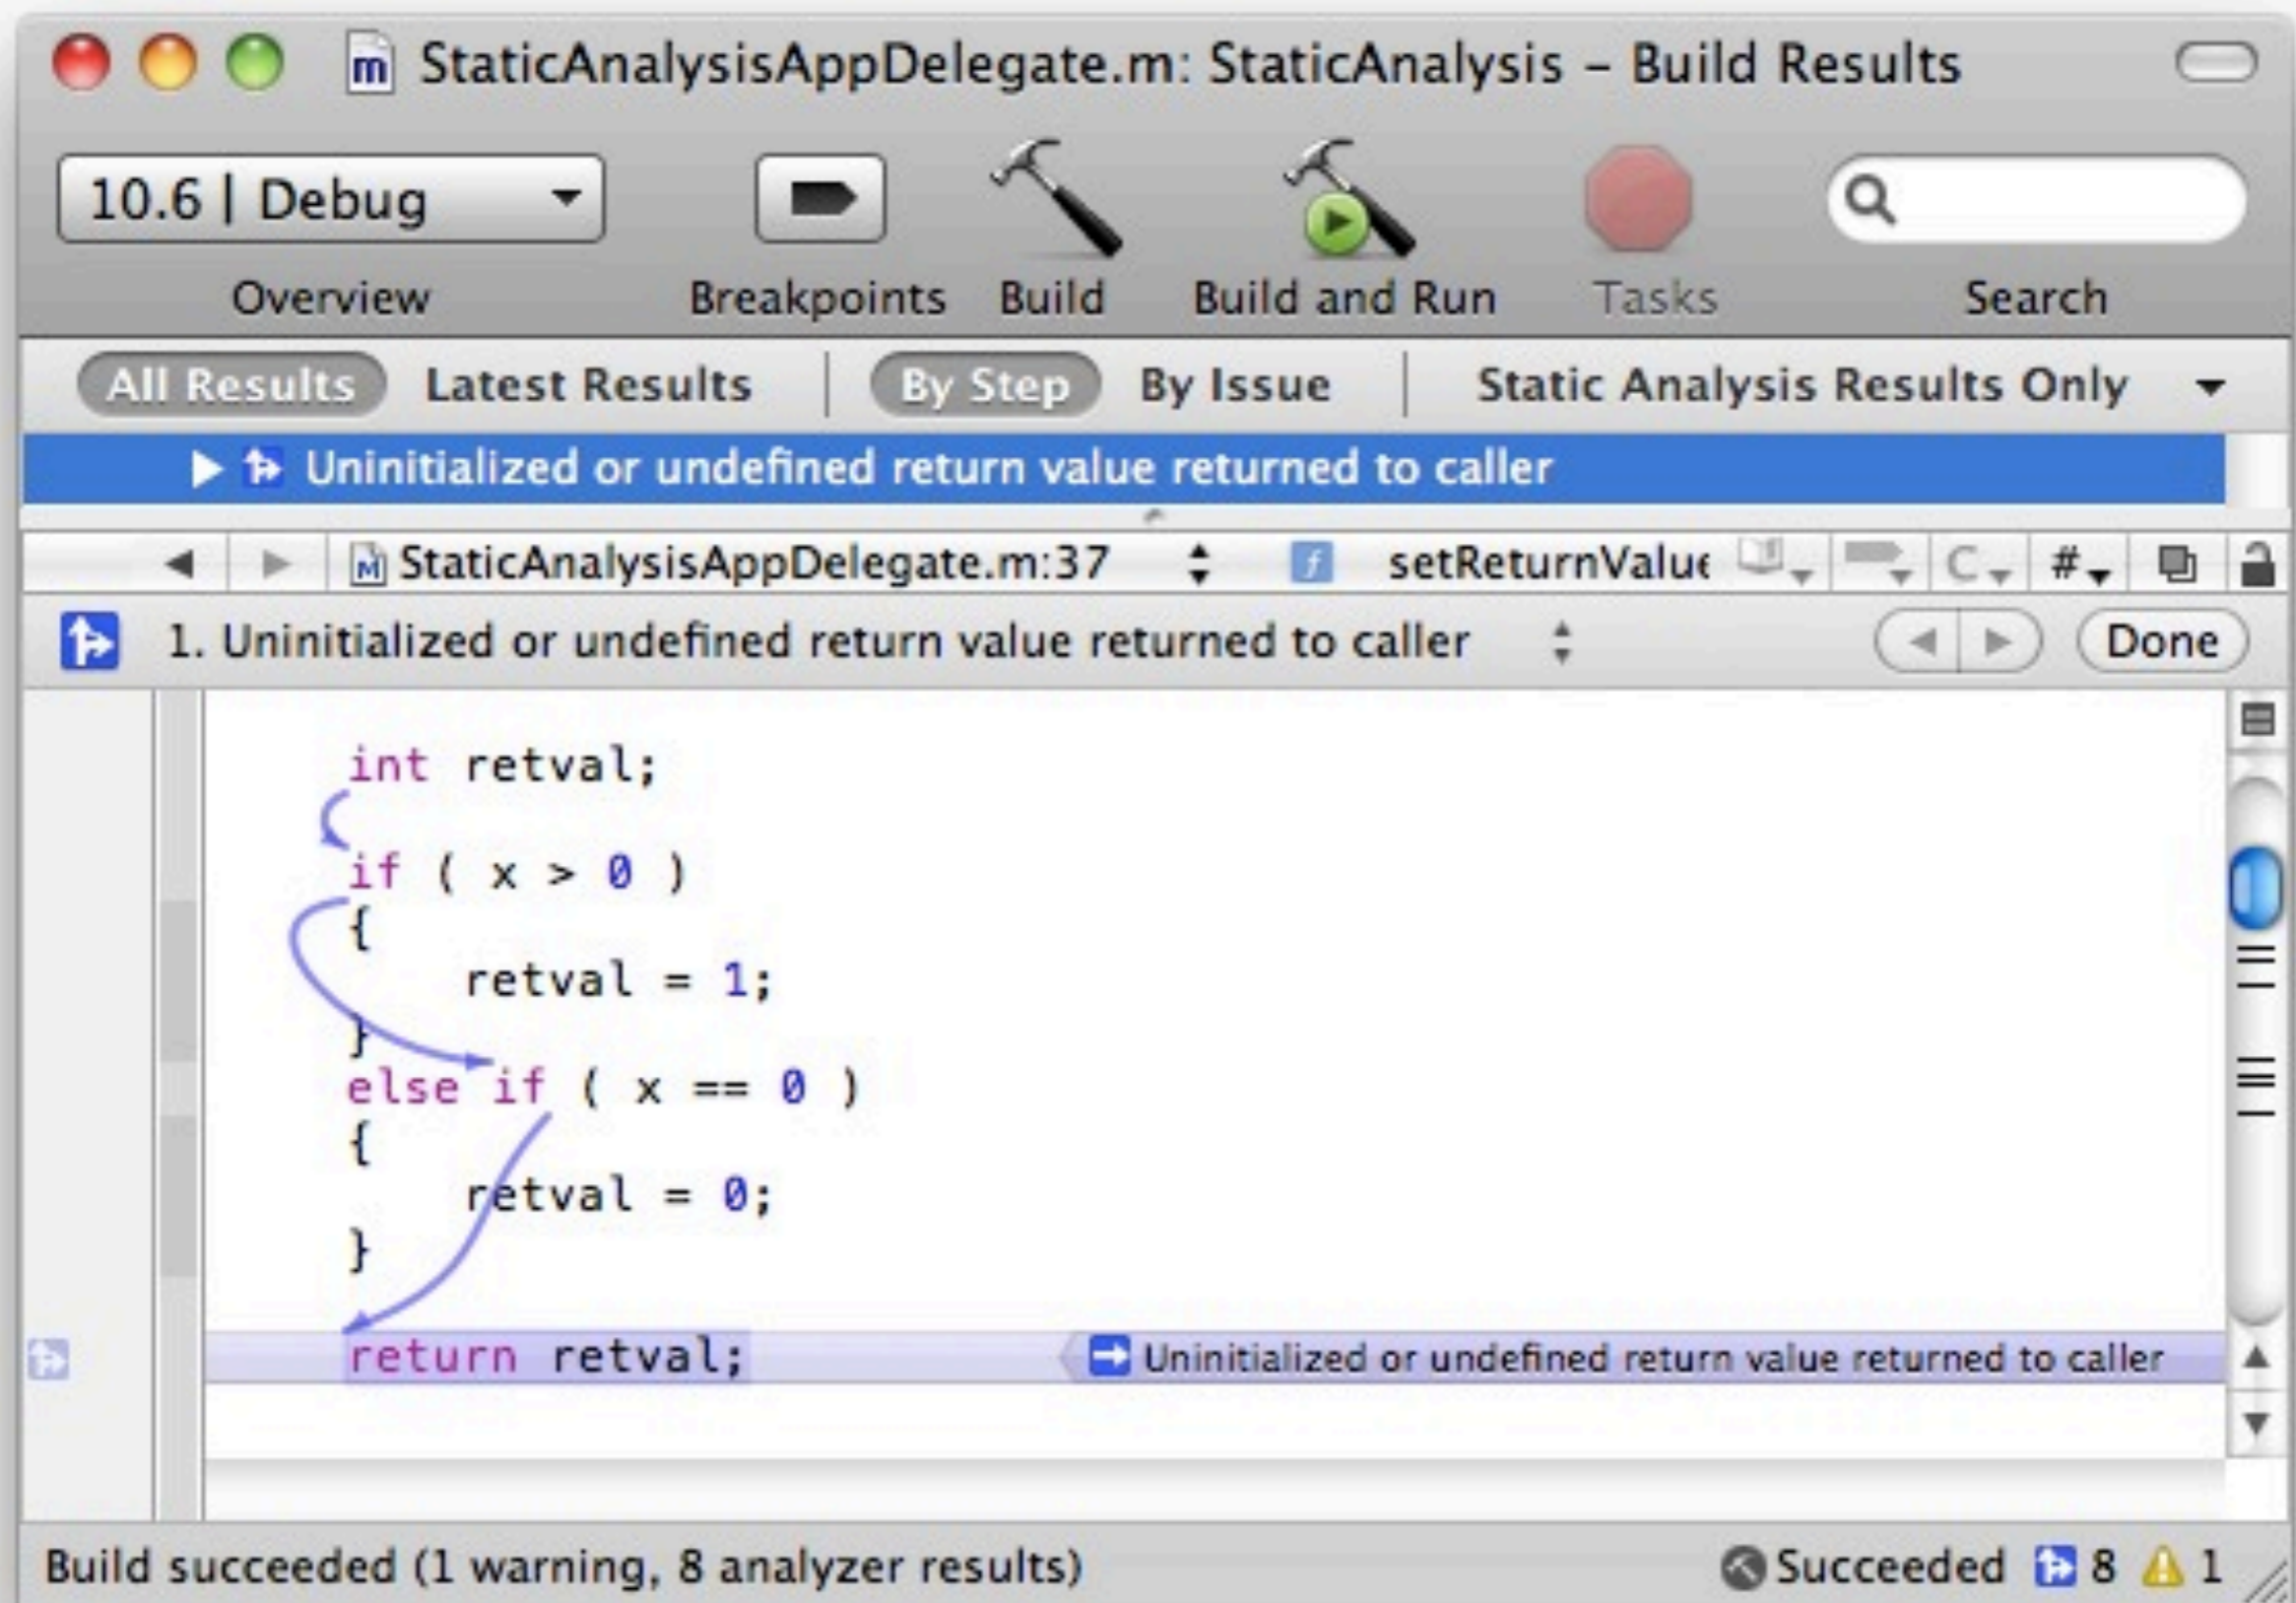 StaticAnalysisAppDelegate.m: StaticAnalysis – Build Results
10.6 | Debug
Overview Breakpoints Build Build and Run Tasks Search
All Results Latest Results By Step By Issue Static Analysis Results Only
Uninitialized or undefined return value returned to caller
StaticAnalysisAppDelegate.m:37 f setReturnValue C #
1. Uninitialized or undefined return value returned to caller Done
int retval;
if ( x > 0 )
{
retval = 1;
}
else if ( x == 0 )
{
retval = 0;
}
return retval; Uninitialized or undefined return value returned to caller
Build succeeded (1 warning, 8 analyzer results) Succeeded 8 1